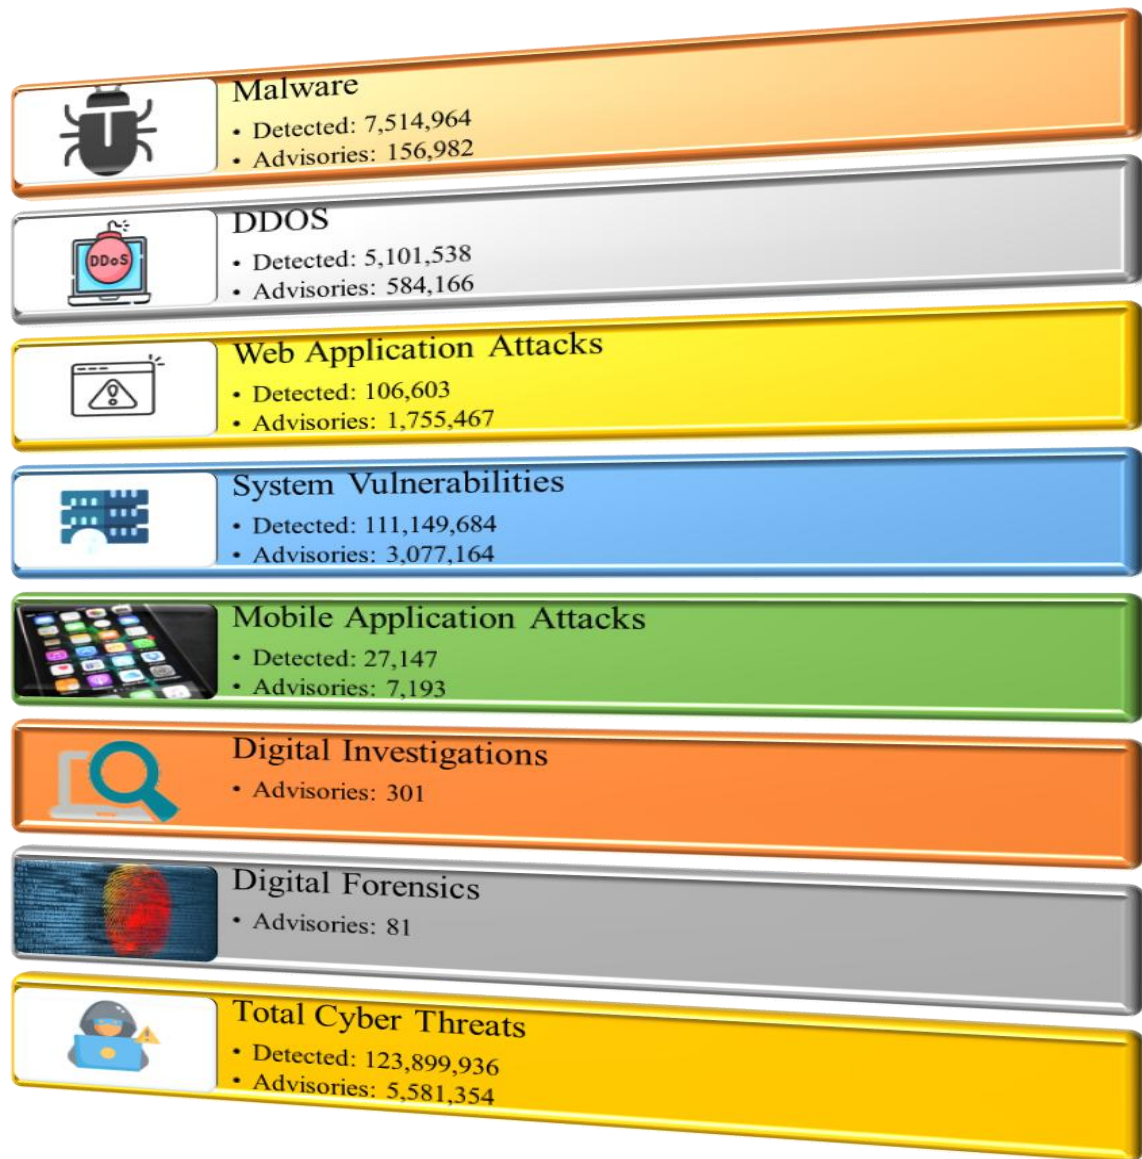 Malware
• Detected: 7,514,964
• Advisories: 156,982
DDoS
DDOS
• Detected: 5,101,538
• Advisories: 584,166
Web Application Attacks
• Detected: 106,603
• Advisories: 1,755,467
System Vulnerabilities
• Detected: 111,149,684
• Advisories: 3,077,164
Mobile Application Attacks
• Detected: 27,147
• Advisories: 7,193
Digital Investigations
• Advisories: 301
Digital Forensics
• Advisories: 81
Total Cyber Threats
• Detected: 123,899,936
• Advisories: 5,581,354